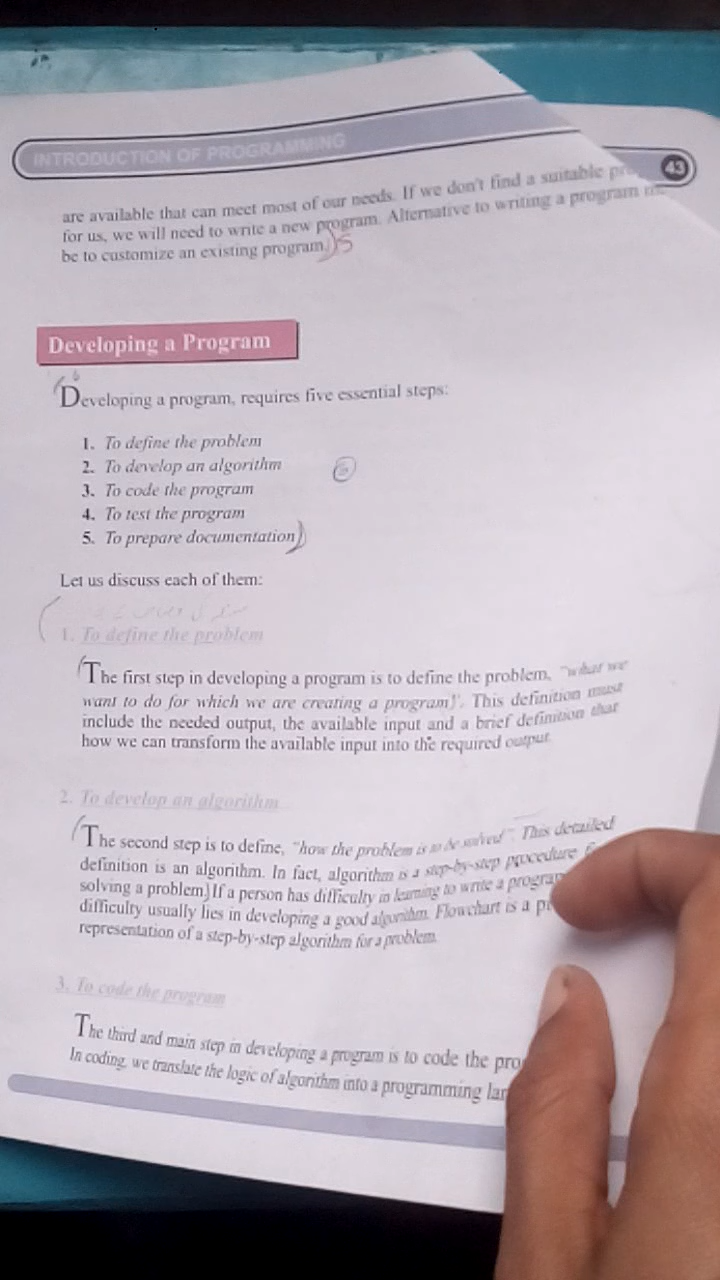 INTRODUCTION OF PROGRAMMING
43
are available that can meet most of our needs. If we don't find a suitable
for us, we will need to write a new program. Alternative to writing a program
be to customize an existing program.
Developing a Program
Developing a program, requires five essential steps:
1. To define the problem
2. To develop an algorithm
3. To code the program
4. To test the program
5. To prepare documentation
Let us discuss each of them:
1. To define the problem
The first step in developing a program is to define the problem, "what we
want to do for which we are creating a program". This definition must
include the needed output, the available input and a brief definition that
how we can transform the available input into the required output.
2. To develop an algorithm
The second step is to define, "how the problem is to be solved". This detailed
definition is an algorithm. In fact, algorithm is a step-by-step procedure
solving a problem. If a person has difficulty in learning to write a
difficulty usually lies in developing a good algorithm. Flowchart is a
representation of a step-by-step algorithm for a problem.
3. To code the program
The third and main step in developing a program is to code the
In coding, we translate the logic of algorithm into a programming